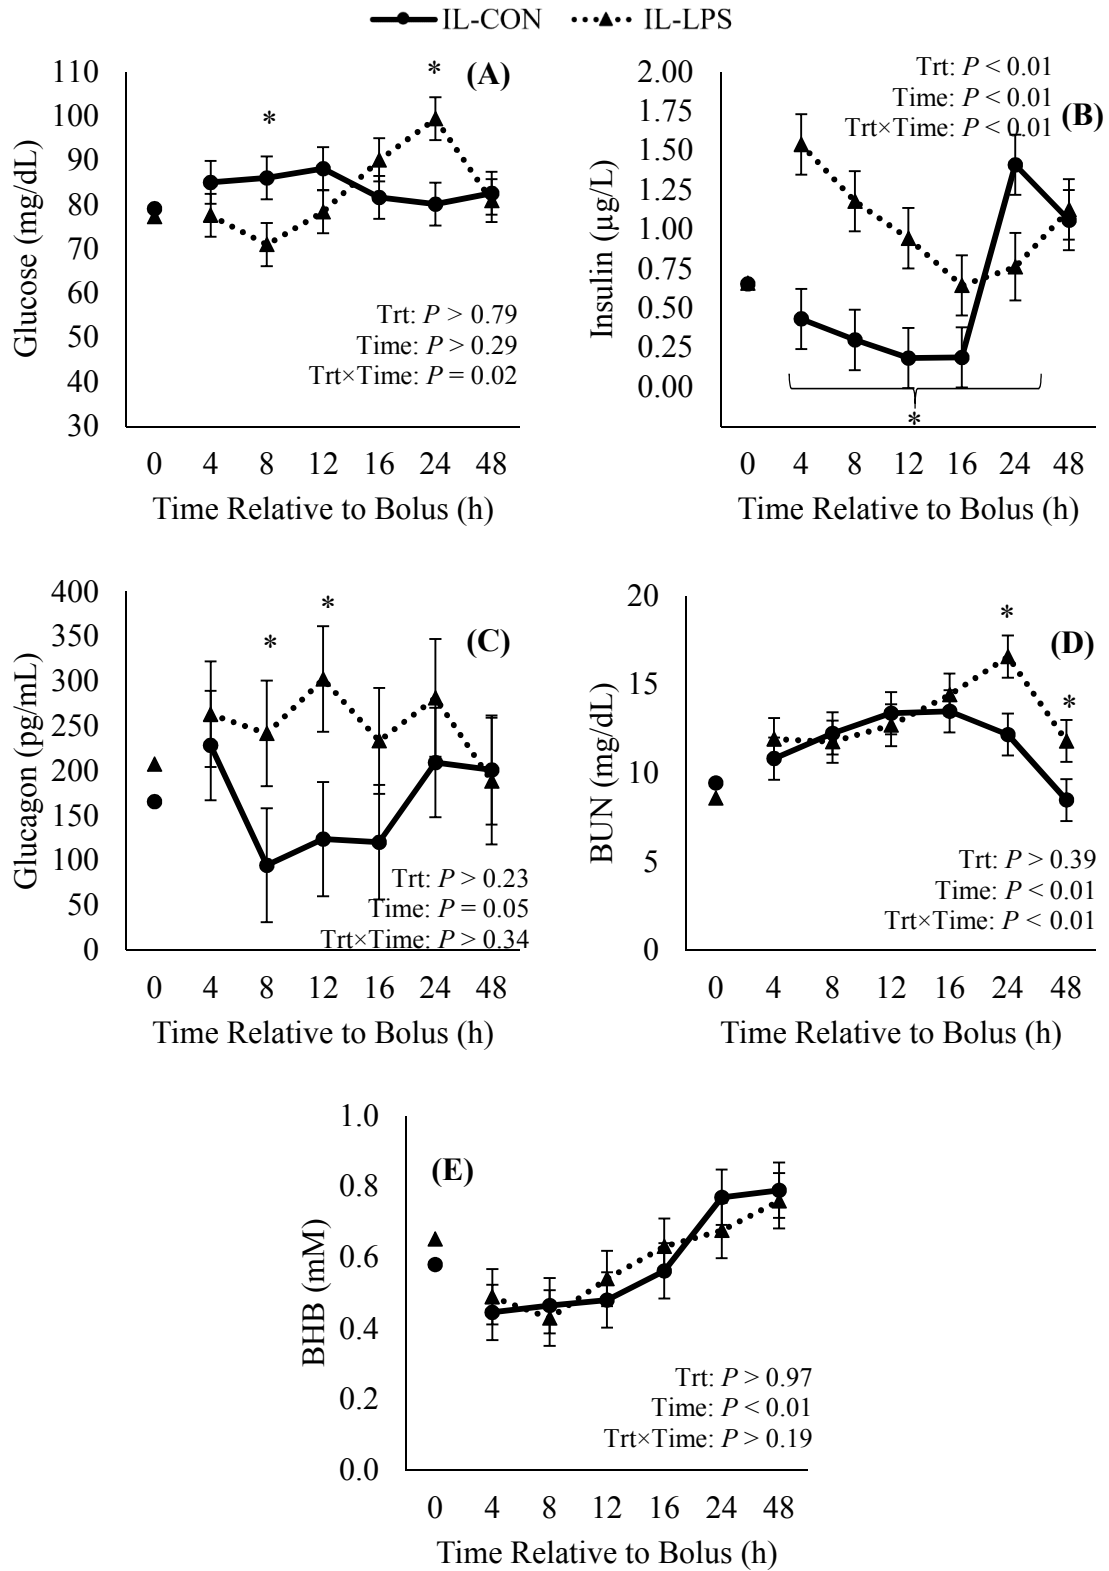 IL-CON IL-LPS
(A)
Glucose (mg/dL)
110
100
90
80
70
60
50
40
30
*
*
Trt: P > 0.79
Time: P > 0.29
Trt×Time: P = 0.02
0 4 8 12 16 24 48
Time Relative to Bolus (h)
(B)
Insulin (µg/L)
2.00
1.75
1.50
1.25
1.00
0.75
0.50
0.25
0.00
Trt: P < 0.01
Time: P < 0.01
Trt×Time: P < 0.01
*
0 4 8 12 16 24 48
Time Relative to Bolus (h)
(C)
Glucagon (pg/mL)
400
350
300
250
200
150
100
50
0
*
*
Trt: P > 0.23
Time: P = 0.05
Trt×Time: P > 0.34
0 4 8 12 16 24 48
Time Relative to Bolus (h)
(D)
BUN (mg/dL)
20
15
10
5
0
*
*
Trt: P > 0.39
Time: P < 0.01
Trt×Time: P < 0.01
0 4 8 12 16 24 48
Time Relative to Bolus (h)
(E)
BHB (mM)
1.0
0.8
0.6
0.4
0.2
0.0
Trt: P > 0.97
Time: P < 0.01
Trt×Time: P > 0.19
0 4 8 12 16 24 48
Time Relative to Bolus (h)